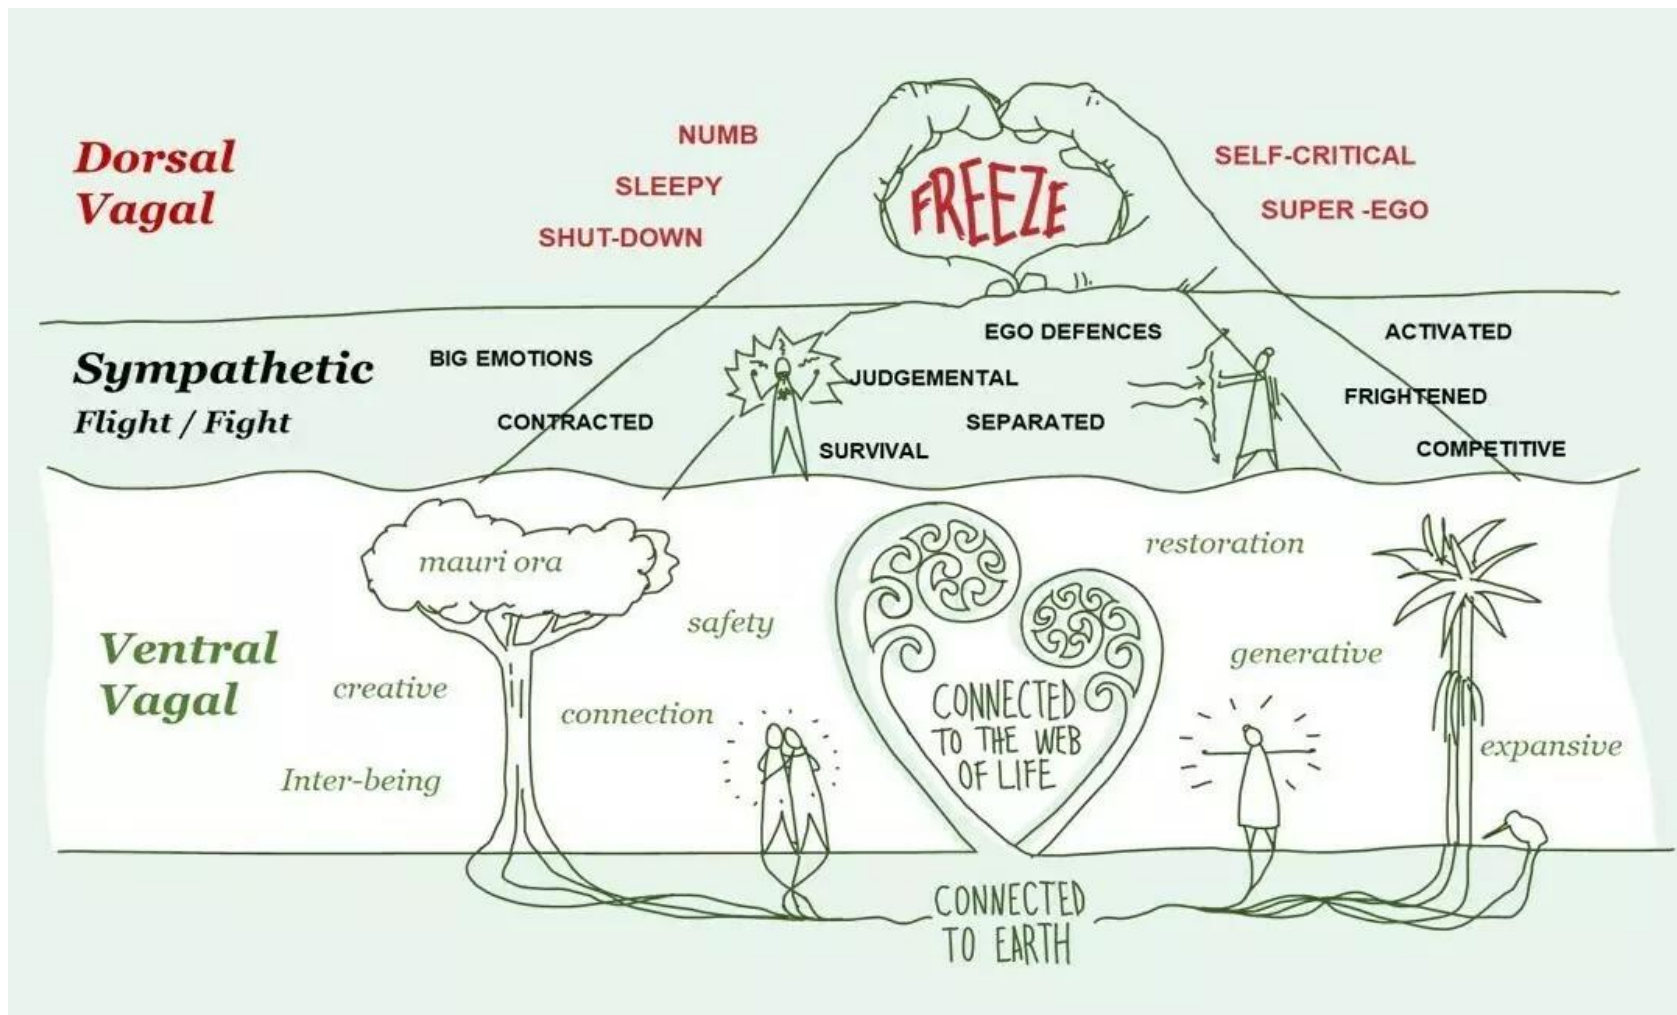 Dorsal
Vagal
NUMB
SLEEPY
SHUT-DOWN
FREEZE
SELF-CRITICAL
SUPER -EGO
Sympathetic
Flight / Fight
BIG EMOTIONS
CONTRACTED
EGO DEFENCES
JUDGEMENTAL
SEPARATED
SURVIVAL
ACTIVATED
FRIGHTENED
COMPETITIVE
Ventral
Vagal
mauri ora
safety
creative
connection
Inter-being
CONNECTED
TO THE WEB
OF LIFE
restoration
generative
expansive
CONNECTED
TO EARTH